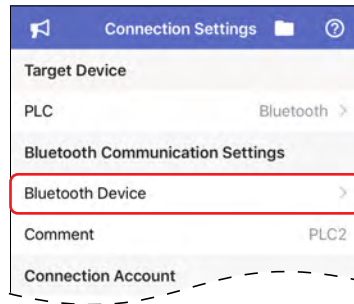 Connection Settings
Target Device
PLC Bluetooth >
Bluetooth Communication Settings
Bluetooth Device >
Comment PLC2
Connection Account